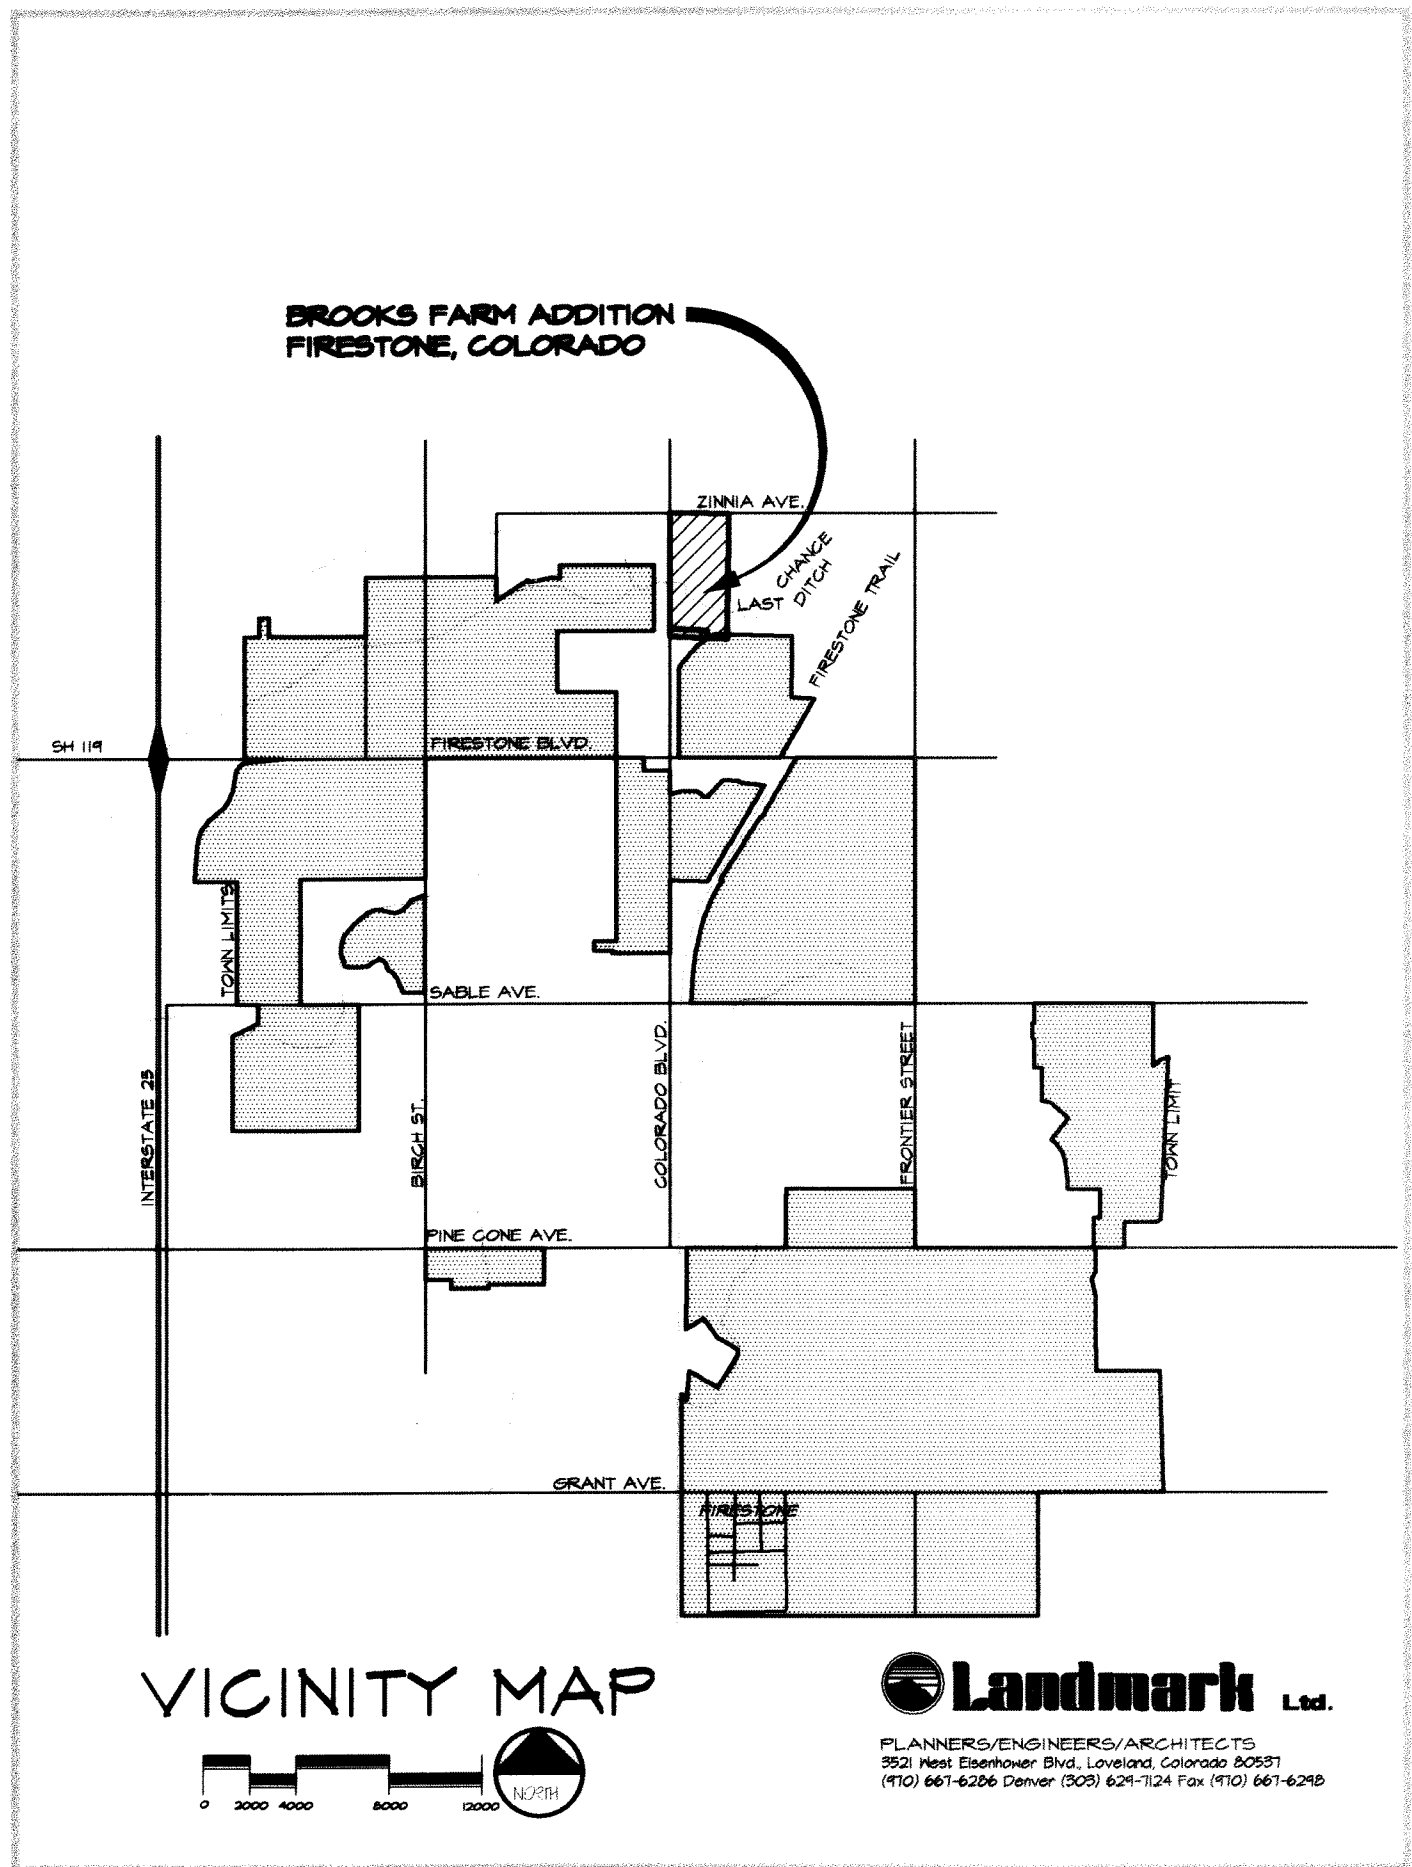 BROOKS FARM ADDITION
FIRESTONE, COLORADO
ZINNIA AVE.
LAST CHANCE
DITCH
FIRESTONE TRAIL
SH 119
FIRESTONE BLVD.
TOWN LIMITS
SABLE AVE.
INTERSTATE 25
BIRCH ST.
COLORADO BLVD.
FRONTIER STREET
TOWN LIMIT
PINE CONE AVE.
GRANT AVE.
FIRESTONE
VICINITY MAP
0 2000 4000 8000 12000
NORTH
Landmark Ltd.
PLANNERS/ENGINEERS/ARCHITECTS
3521 West Eisenhower Blvd., Loveland, Colorado 80537
(970) 667-6286 Denver (303) 629-7124 Fax (970) 667-6298